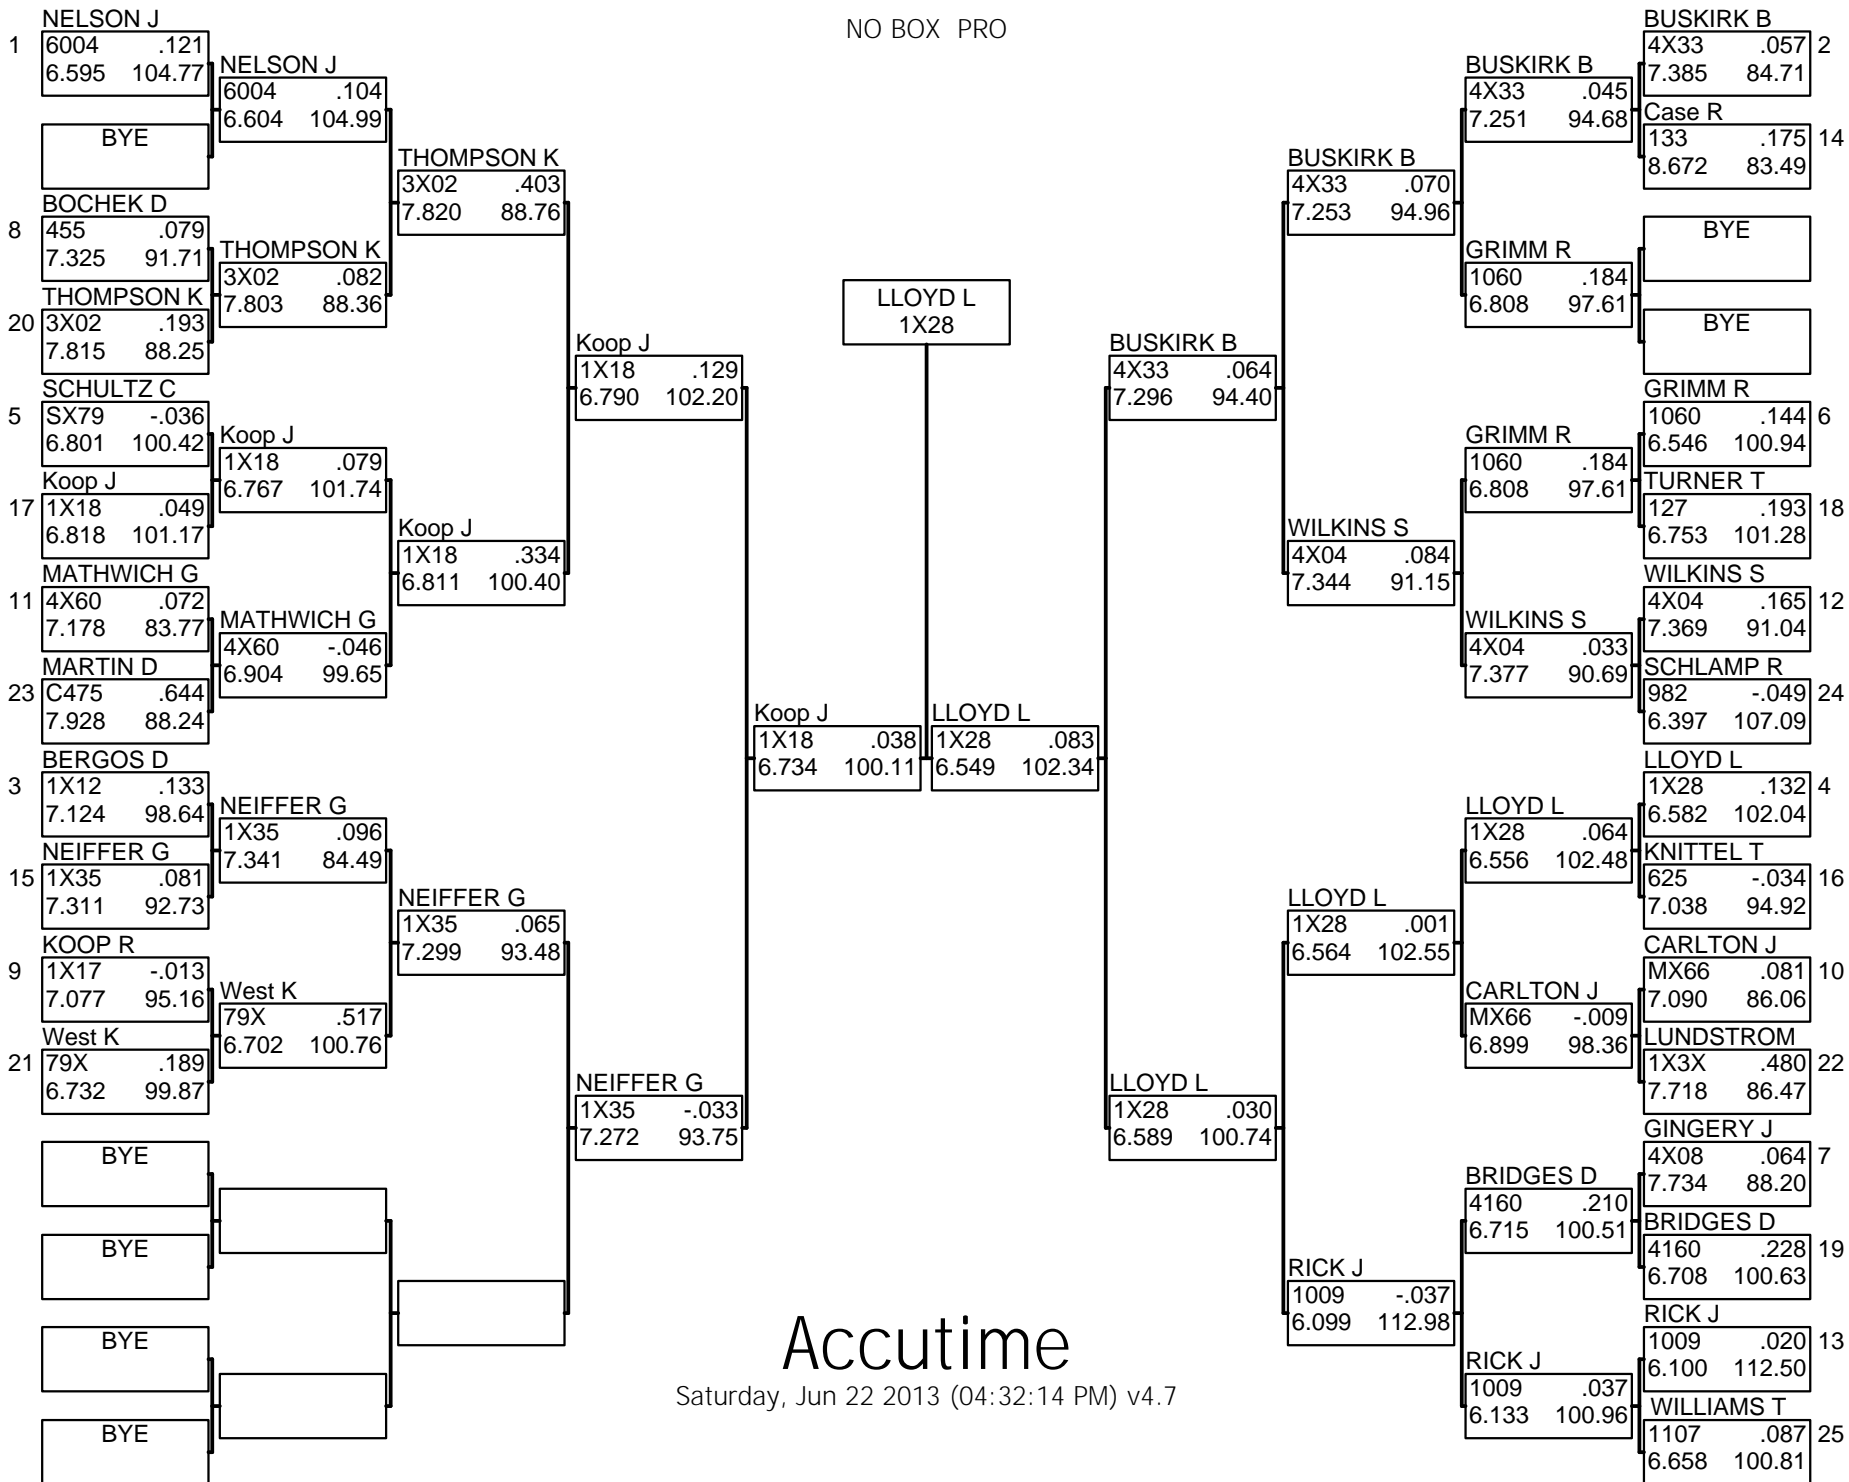 NO BOX PRO
NELSON J
1 6004 .121
6.595 104.77
BYE
BOCHEK D
8 455 .079
7.325 91.71
THOMPSON K
20 3X02 .193
7.815 88.25
SCHULTZ C
5 SX79 -.036
6.801 100.42
Koop J
17 1X18 .049
6.818 101.17
MATHWICH G
11 4X60 .072
7.178 83.77
MARTIN D
23 C475 .644
7.928 88.24
BERGOS D
3 1X12 .133
7.124 98.64
NEIFFER G
15 1X35 .081
7.311 92.73
KOOP R
9 1X17 -.013
7.077 95.16
West K
21 79X .189
6.732 99.87
BYE
BYE
BYE
BYE
NELSON J
6004 .104
6.604 104.99
THOMPSON K
3X02 .082
7.803 88.36
Koop J
1X18 .079
6.767 101.74
MATHWICH G
4X60 -.046
6.904 99.65
NEIFFER G
1X35 .096
7.341 84.49
West K
79X .517
6.702 100.76
THOMPSON K
3X02 .403
7.820 88.76
Koop J
1X18 .334
6.811 100.40
NEIFFER G
1X35 .065
7.299 93.48
Koop J
1X18 .129
6.790 102.20
NEIFFER G
1X35 -.033
7.272 93.75
Koop J
1X18 .038
6.734 100.11
LLOYD L
1X28
LLOYD L
1X28 .083
6.549 102.34
BUSKIRK B
4X33 .064
7.296 94.40
LLOYD L
1X28 .030
6.589 100.74
BUSKIRK B
4X33 .070
7.253 94.96
WILKINS S
4X04 .084
7.344 91.15
LLOYD L
1X28 .001
6.564 102.55
RICK J
1009 -.037
6.099 112.98
BUSKIRK B
4X33 .045
7.251 94.68
GRIMM R
1060 .184
6.808 97.61
GRIMM R
1060 .184
6.808 97.61
WILKINS S
4X04 .033
7.377 90.69
LLOYD L
1X28 .064
6.556 102.48
CARLTON J
MX66 -.009
6.899 98.36
BRIDGES D
4160 .210
6.715 100.51
RICK J
1009 .037
6.133 100.96
BUSKIRK B
4X33 .057 2
7.385 84.71
Case R
133 .175 14
8.672 83.49
BYE
BYE
GRIMM R
1060 .144 6
6.546 100.94
TURNER T
127 .193 18
6.753 101.28
WILKINS S
4X04 .165 12
7.369 91.04
SCHLAMP R
982 -.049 24
6.397 107.09
LLOYD L
1X28 .132 4
6.582 102.04
KNITTEL T
625 -.034 16
7.038 94.92
CARLTON J
MX66 .081 10
7.090 86.06
LUNDSTROM
1X3X .480 22
7.718 86.47
GINGERY J
4X08 .064 7
7.734 88.20
BRIDGES D
4160 .228 19
6.708 100.63
RICK J
1009 .020 13
6.100 112.50
WILLIAMS T
1107 .087 25
6.658 100.81
Accutime
Saturday, Jun 22 2013 (04:32:14 PM) v4.7